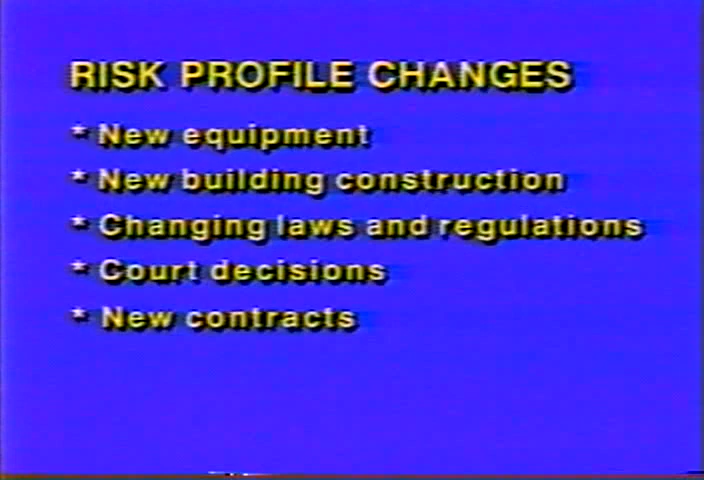 RISK PROFILE CHANGES
* New equipment
* New building construction
* Changing laws and regulations
* Court decisions
* New contracts